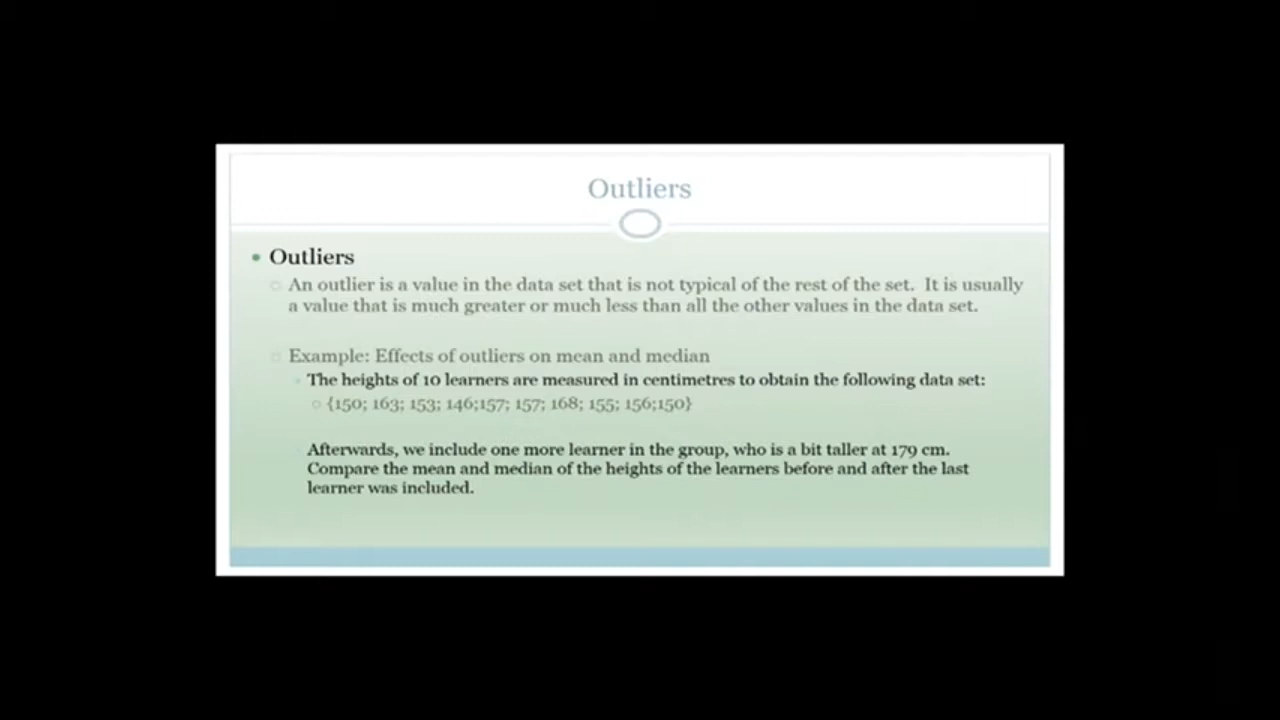 Outliers
Outliers
An outlier is a value in the data set that is not typical of the rest of the set. It is usually
a value that is much greater or much less than all the other values in the data set.
Example: Effects of outliers on mean and median
The heights of 10 learners are measured in centimetres to obtain the following data set:
{150; 163; 153; 146;157; 157; 168; 155; 156;150}
Afterwards, we include one more learner in the group, who is a bit taller at 179 cm.
Compare the mean and median of the heights of the learners before and after the last
learner was included.